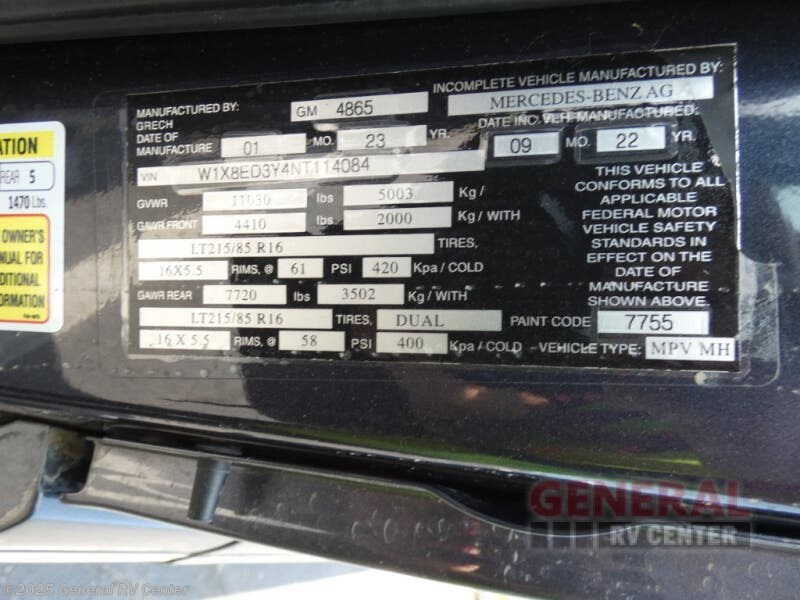 ATION
REAR 5
1470 Lbs.
OWNER'S
NUAL FOR
DDITIONAL
FORMATION
MANUFACTURED BY: GM 4865
GRECH
INCOMPLETE VEHICLE MANUFACTURED BY:
MERCEDES-BENZ AG
DATE OF
MANUFACTURE 01 MO. 23 YR.
DATE INC. VEH. MANUFACTURED
09 MO. 22 YR.
VIN W1X8ED3Y4NT114084
GVWR 11030 lbs 5003 Kg /
GAWR FRONT 4410 lbs 2000 Kg / WITH
LT215/85 R16 TIRES,
16X5.5 RIMS, @ 61 PSI 420 Kpa / COLD
GAWR REAR 7720 lbs 3502 Kg / WITH
LT215/85 R16 TIRES, DUAL
16 X 5.5 RIMS, @ 58 PSI 400 Kpa / COLD
THIS VEHICLE
CONFORMS TO ALL
APPLICABLE
FEDERAL MOTOR
VEHICLE SAFETY
STANDARDS IN
EFFECT ON THE
DATE OF
MANUFACTURE
SHOWN ABOVE.
PAINT CODE 7755
VEHICLE TYPE: MPV MH
GENERAL
RV CENTER
©2025 General RV Center